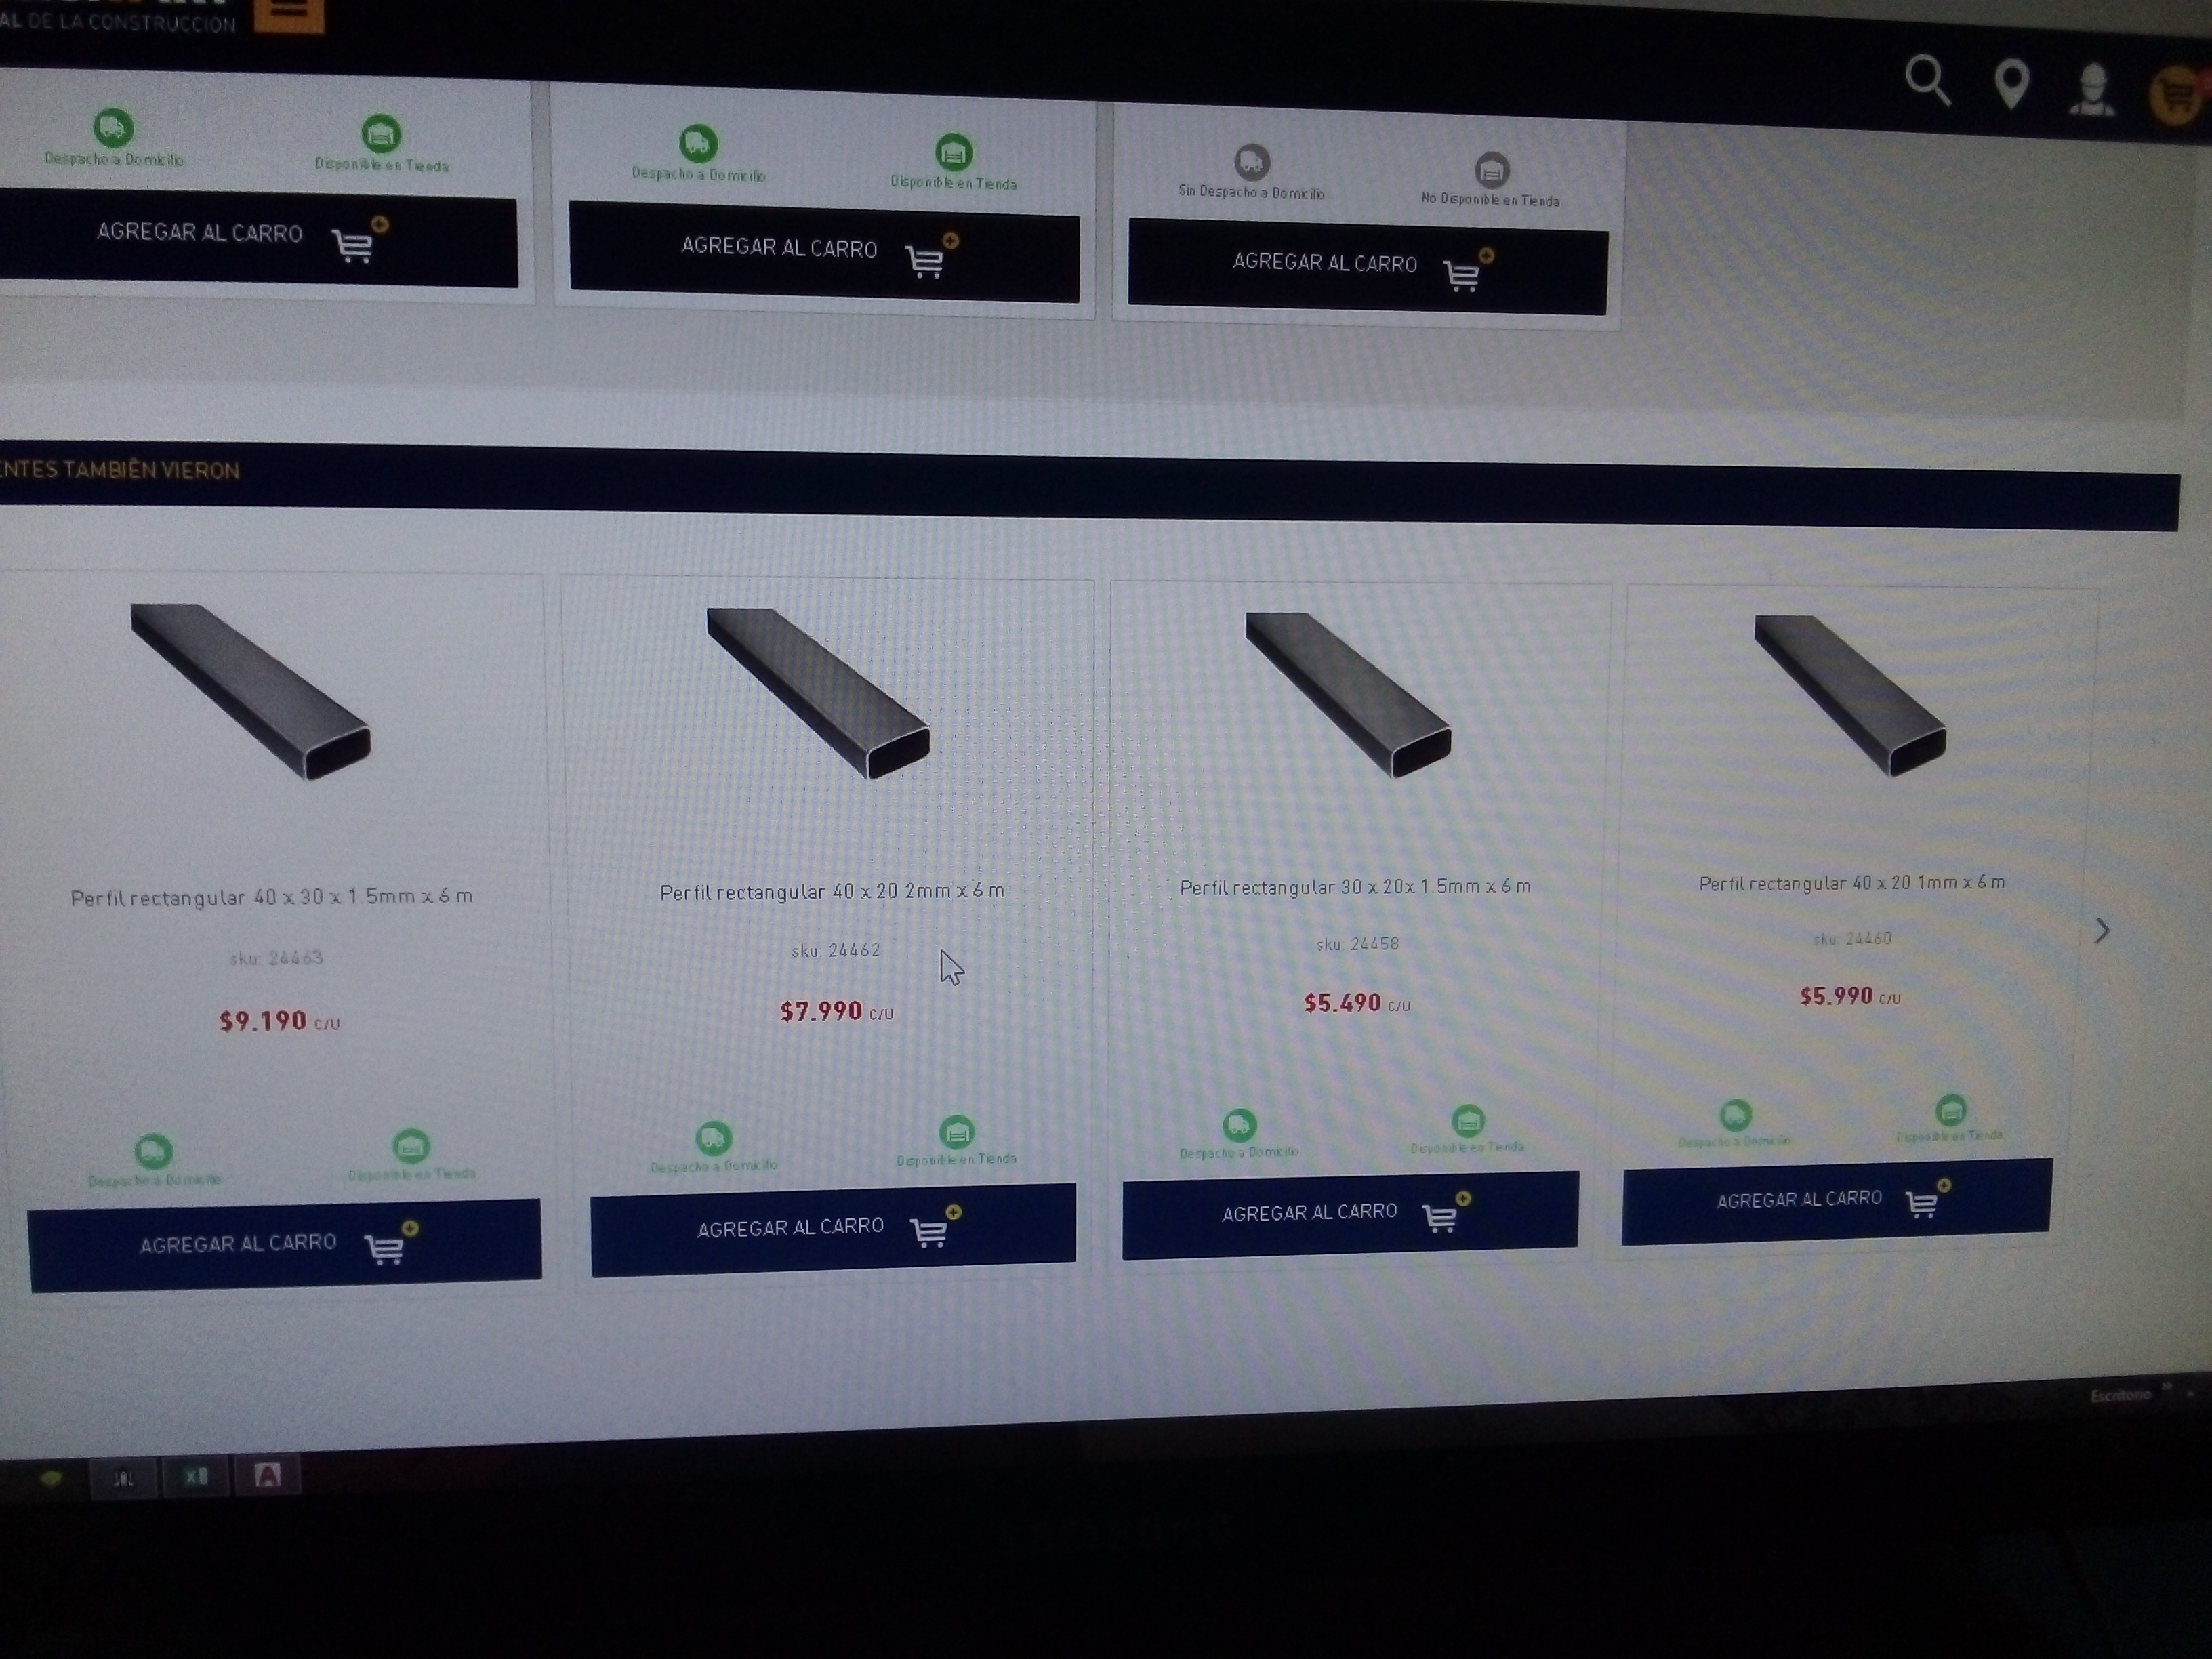 AL DE LA CONSTRUCCIÓN
Despacho a Domicilio
Disponible en Tienda
Despacho a Domicilio
Disponible en Tienda
Sin Despacho a Domicilio
No Disponible en Tienda
AGREGAR AL CARRO
AGREGAR AL CARRO
AGREGAR AL CARRO
ENTES TAMBIÉN VIERON
Perfil rectangular 40 x 30 x 1.5mm x 6 m
sku: 24463
$9.190 C/U
Despacho a Domicilio
Disponible en Tienda
AGREGAR AL CARRO
Perfil rectangular 40 x 20 2mm x 6 m
sku: 24462
$7.990 C/U
Despacho a Domicilio
Disponible en Tienda
AGREGAR AL CARRO
Perfil rectangular 30 x 20x 1.5mm x 6 m
sku: 24458
$5.490 C/U
Despacho a Domicilio
Disponible en Tienda
AGREGAR AL CARRO
Perfil rectangular 40 x 20 1mm x 6 m
sku: 24460
$5.990 C/U
Despacho a Domicilio
Disponible en Tienda
AGREGAR AL CARRO
Escritorio